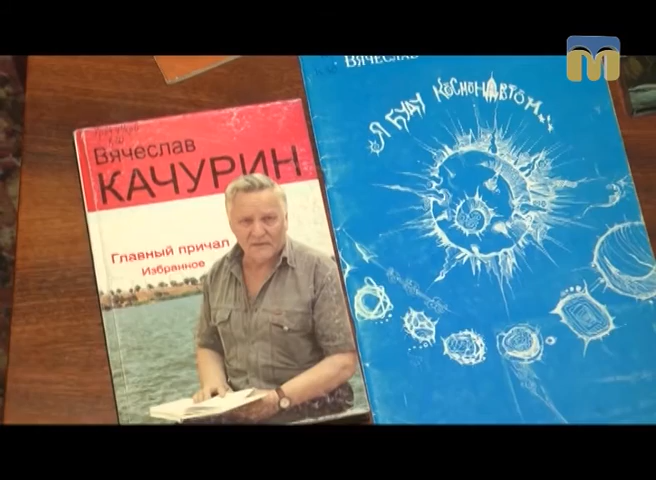 Вячеслав
КАЧУРИН
Главный причал
Избранное
ВЯЧЕСЛАВ
Я БУДУ КОСМОНАВТОМ...
M